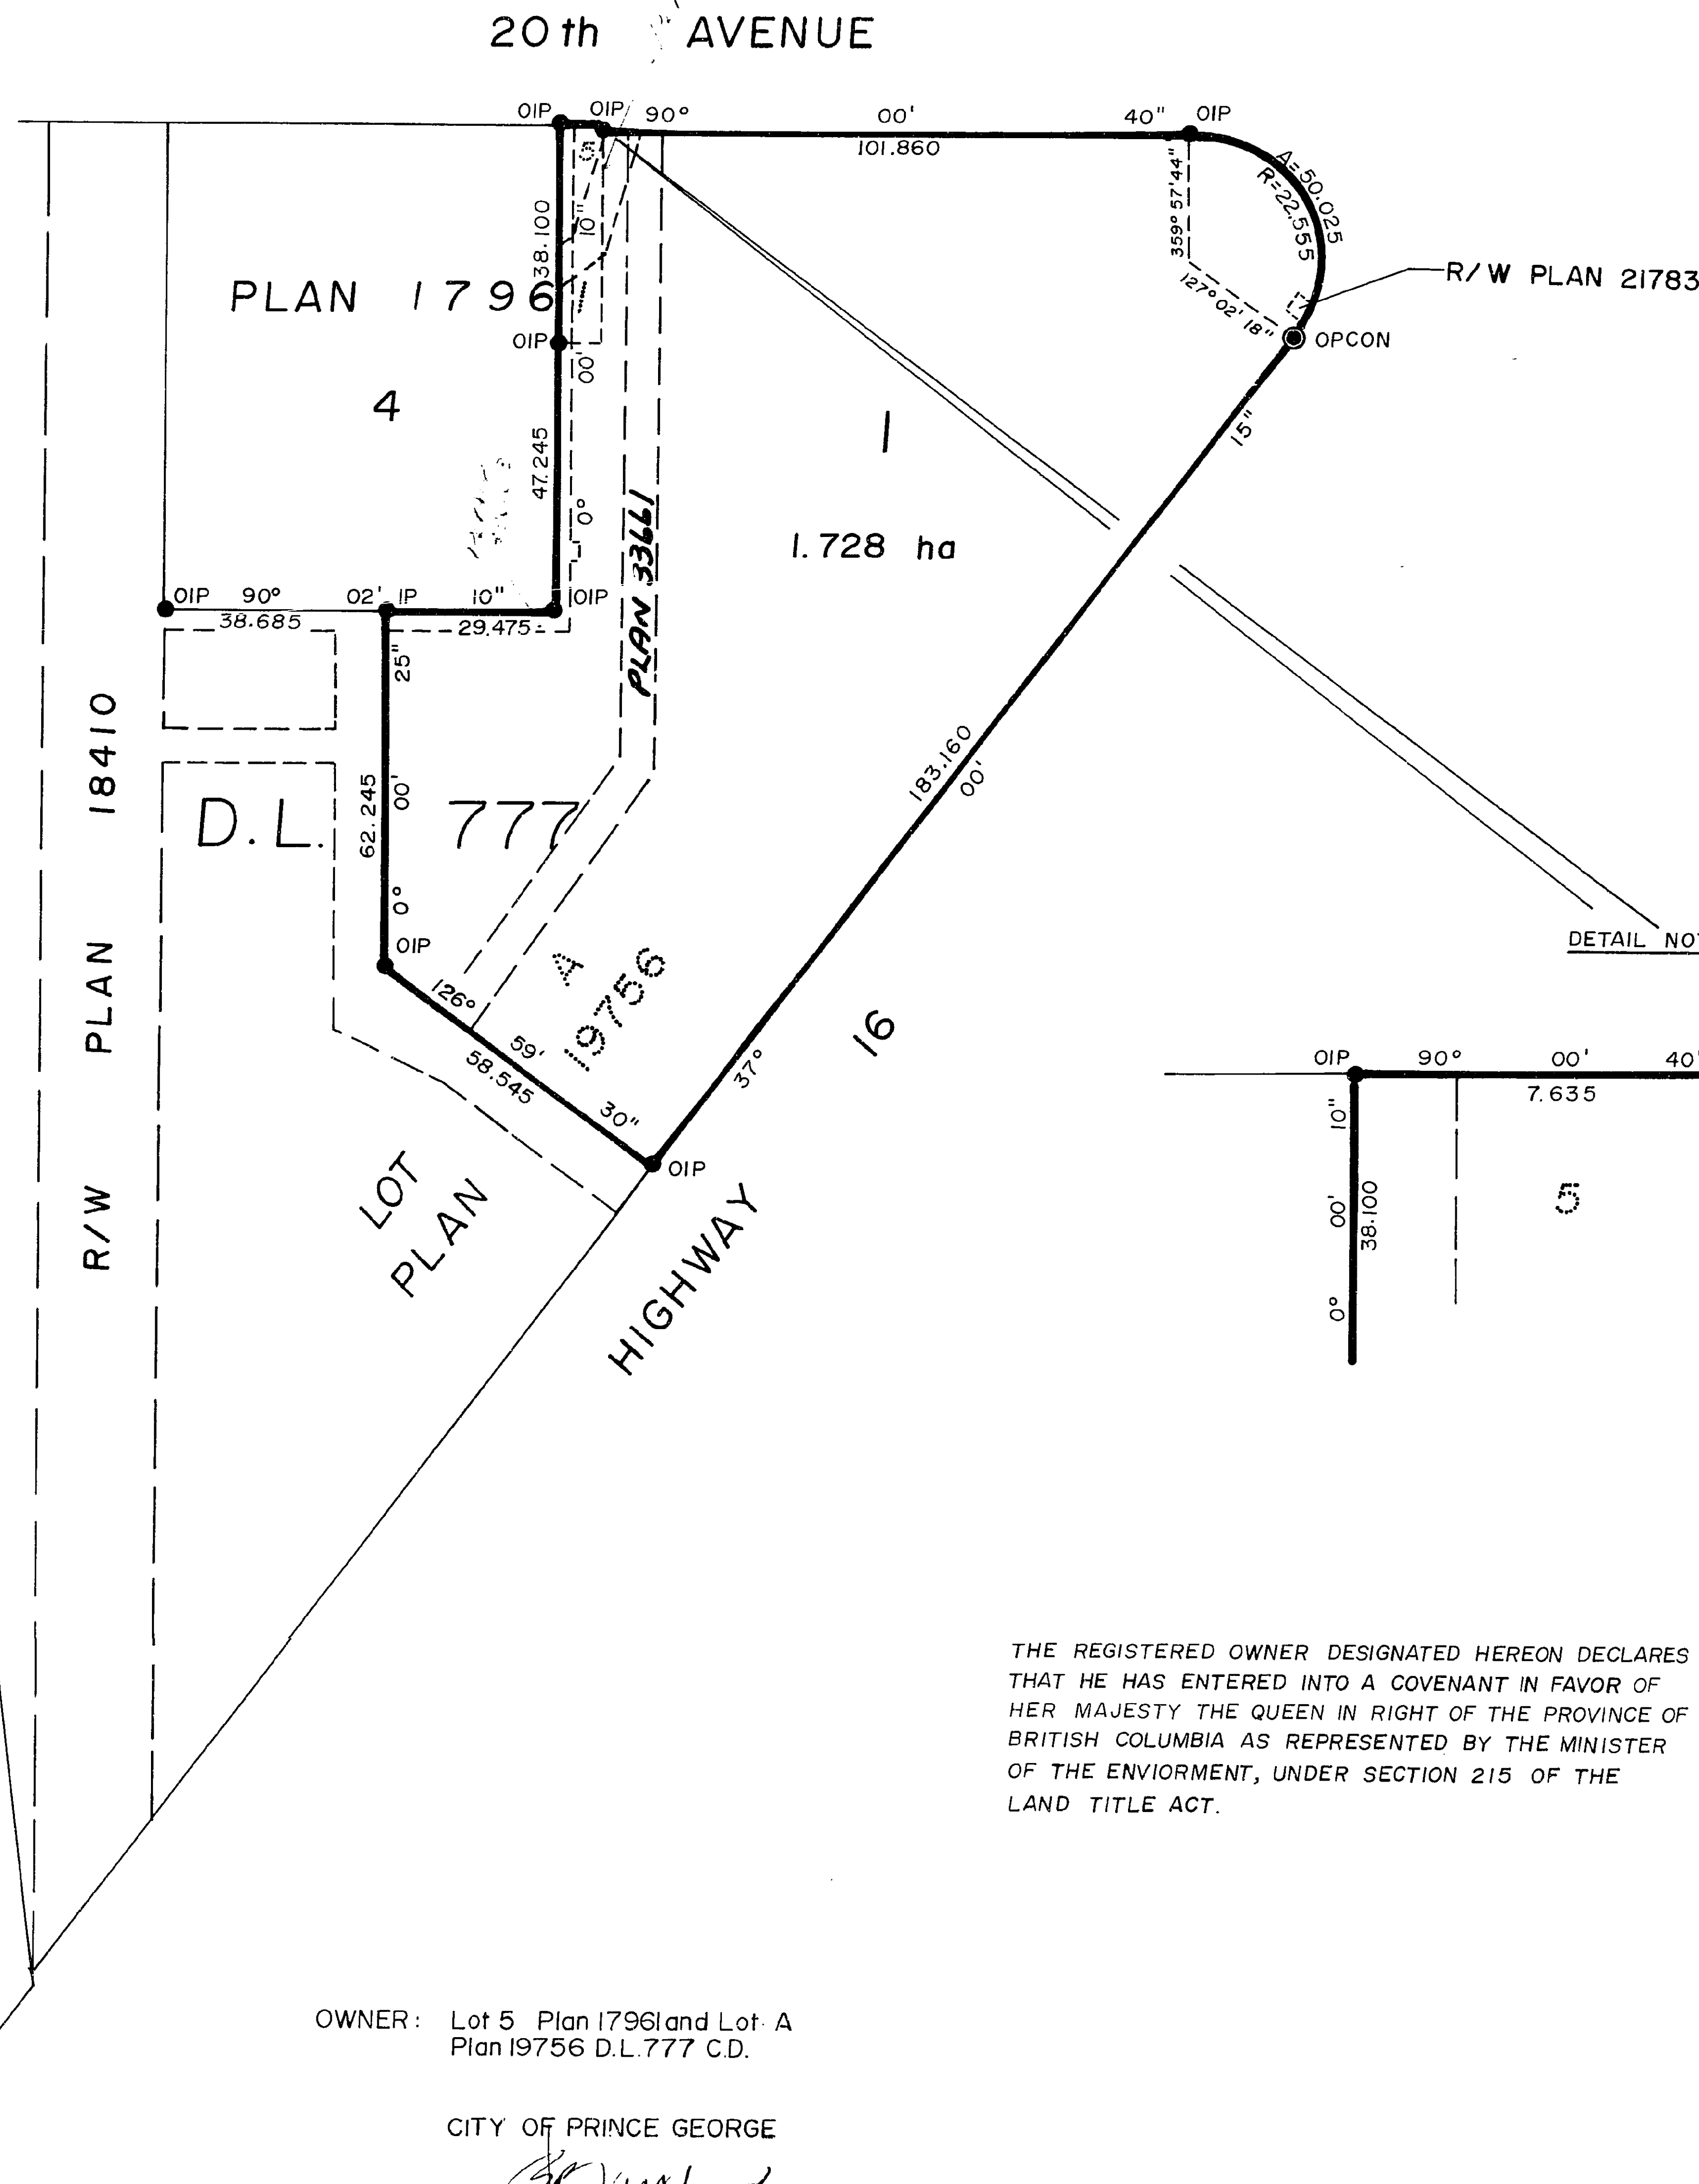 20th AVENUE
OIP OIP 90° 00' 40" OIP
101.860
359° 57' 44"
A=50.025
R=22.555
127° 02' 18"
R/W PLAN 21783
OPCON
5
38.100
10"
PLAN 1796 1
OIP
00'
4
47.245
0°
1
15"
1.728 ha
PLAN 33661
OIP 90° 02' IP 10" OIP
38.685 29.475
25"
R/W PLAN 18410
D.L. 777
62.245
00'
0°
183.160
00'
OIP
126° 59' 30"
58.545
A
19756
37°
16
OIP
LOT
PLAN
HIGHWAY
DETAIL NO
OIP 90° 00' 40"
7.635
10"
00'
38.100
0°
5
THE REGISTERED OWNER DESIGNATED HEREON DECLARES
THAT HE HAS ENTERED INTO A COVENANT IN FAVOR OF
HER MAJESTY THE QUEEN IN RIGHT OF THE PROVINCE OF
BRITISH COLUMBIA AS REPRESENTED BY THE MINISTER
OF THE ENVIORMENT, UNDER SECTION 215 OF THE
LAND TITLE ACT.
OWNER: Lot 5 Plan 17961 and Lot A
Plan 19756 D.L.777 C.D.
CITY OF PRINCE GEORGE